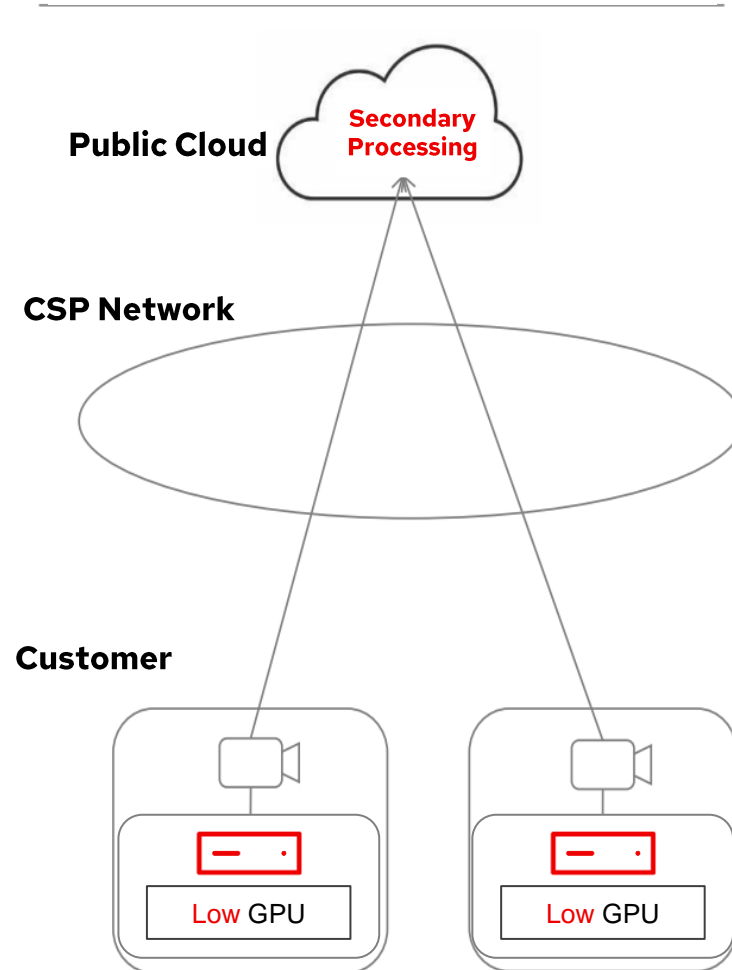 Secondary
Processing
Public Cloud
CSP Network
Customer
Low GPU
Low GPU